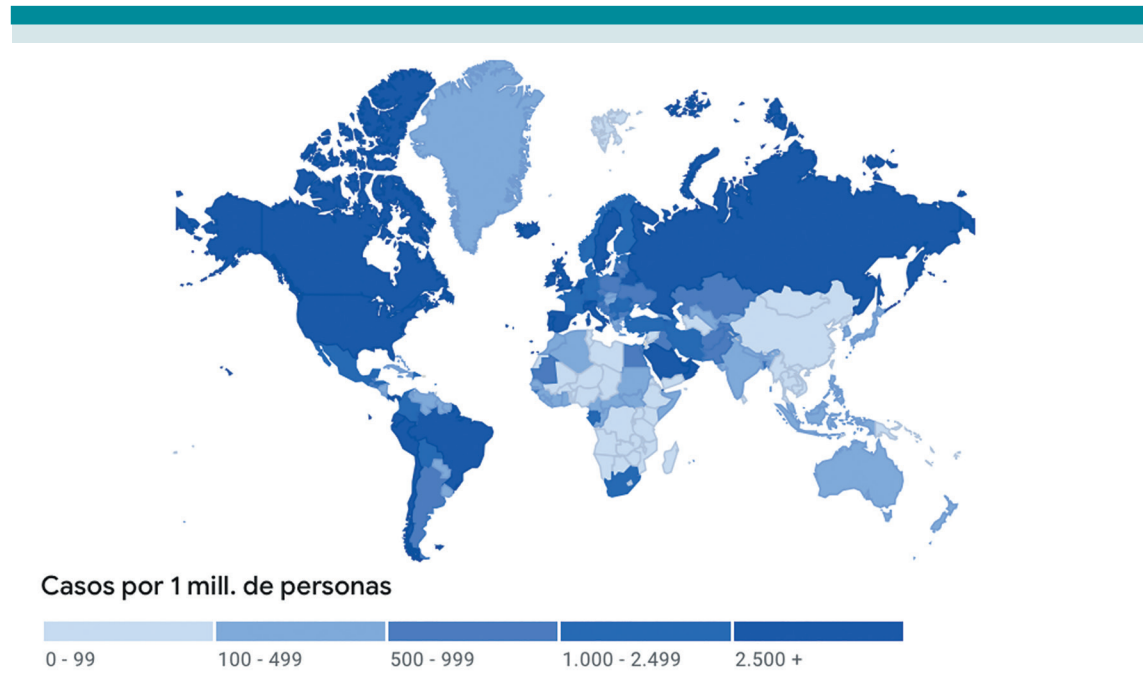 Casos por 1 mill. de personas
0 - 99
100 - 499
500 - 999
1.000 - 2.499
2.500 +